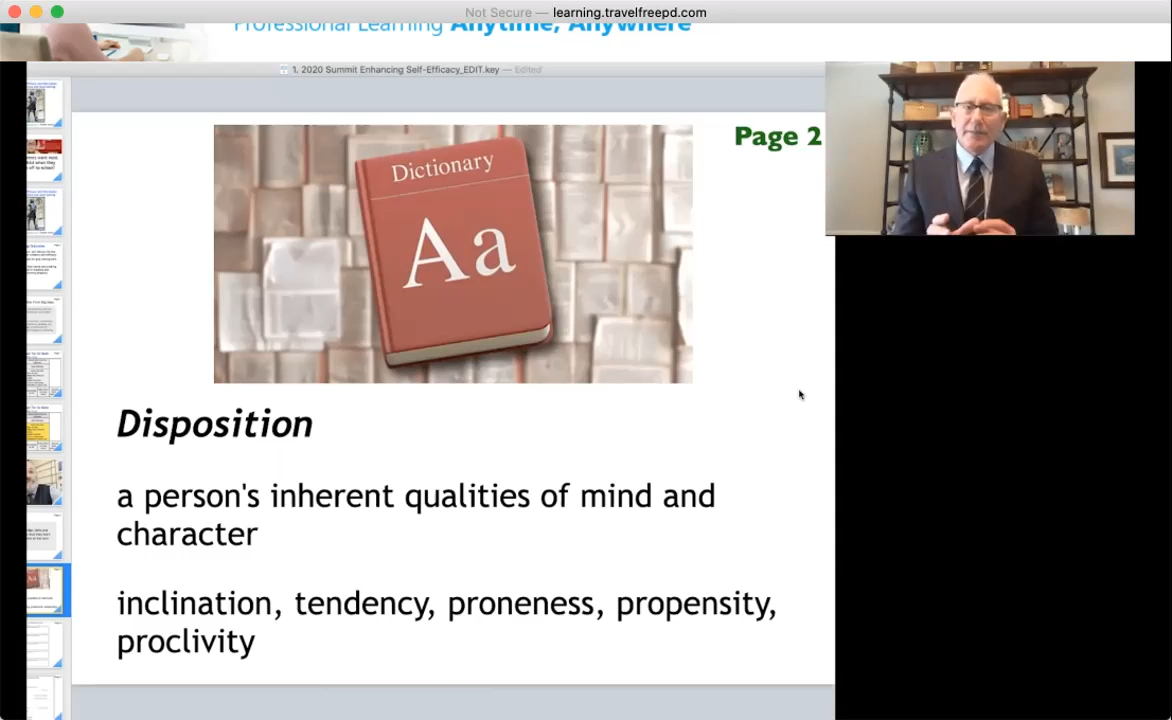 Not Secure — learning.travelfreepd.com
Professional Learning Anytime, Anywhere
1. 2020 Summit Enhancing Self-Efficacy_EDIT.key — Edited
Page 2
Dictionary
Aa
Disposition
a person's inherent qualities of mind and
character
inclination, tendency, proneness, propensity,
proclivity